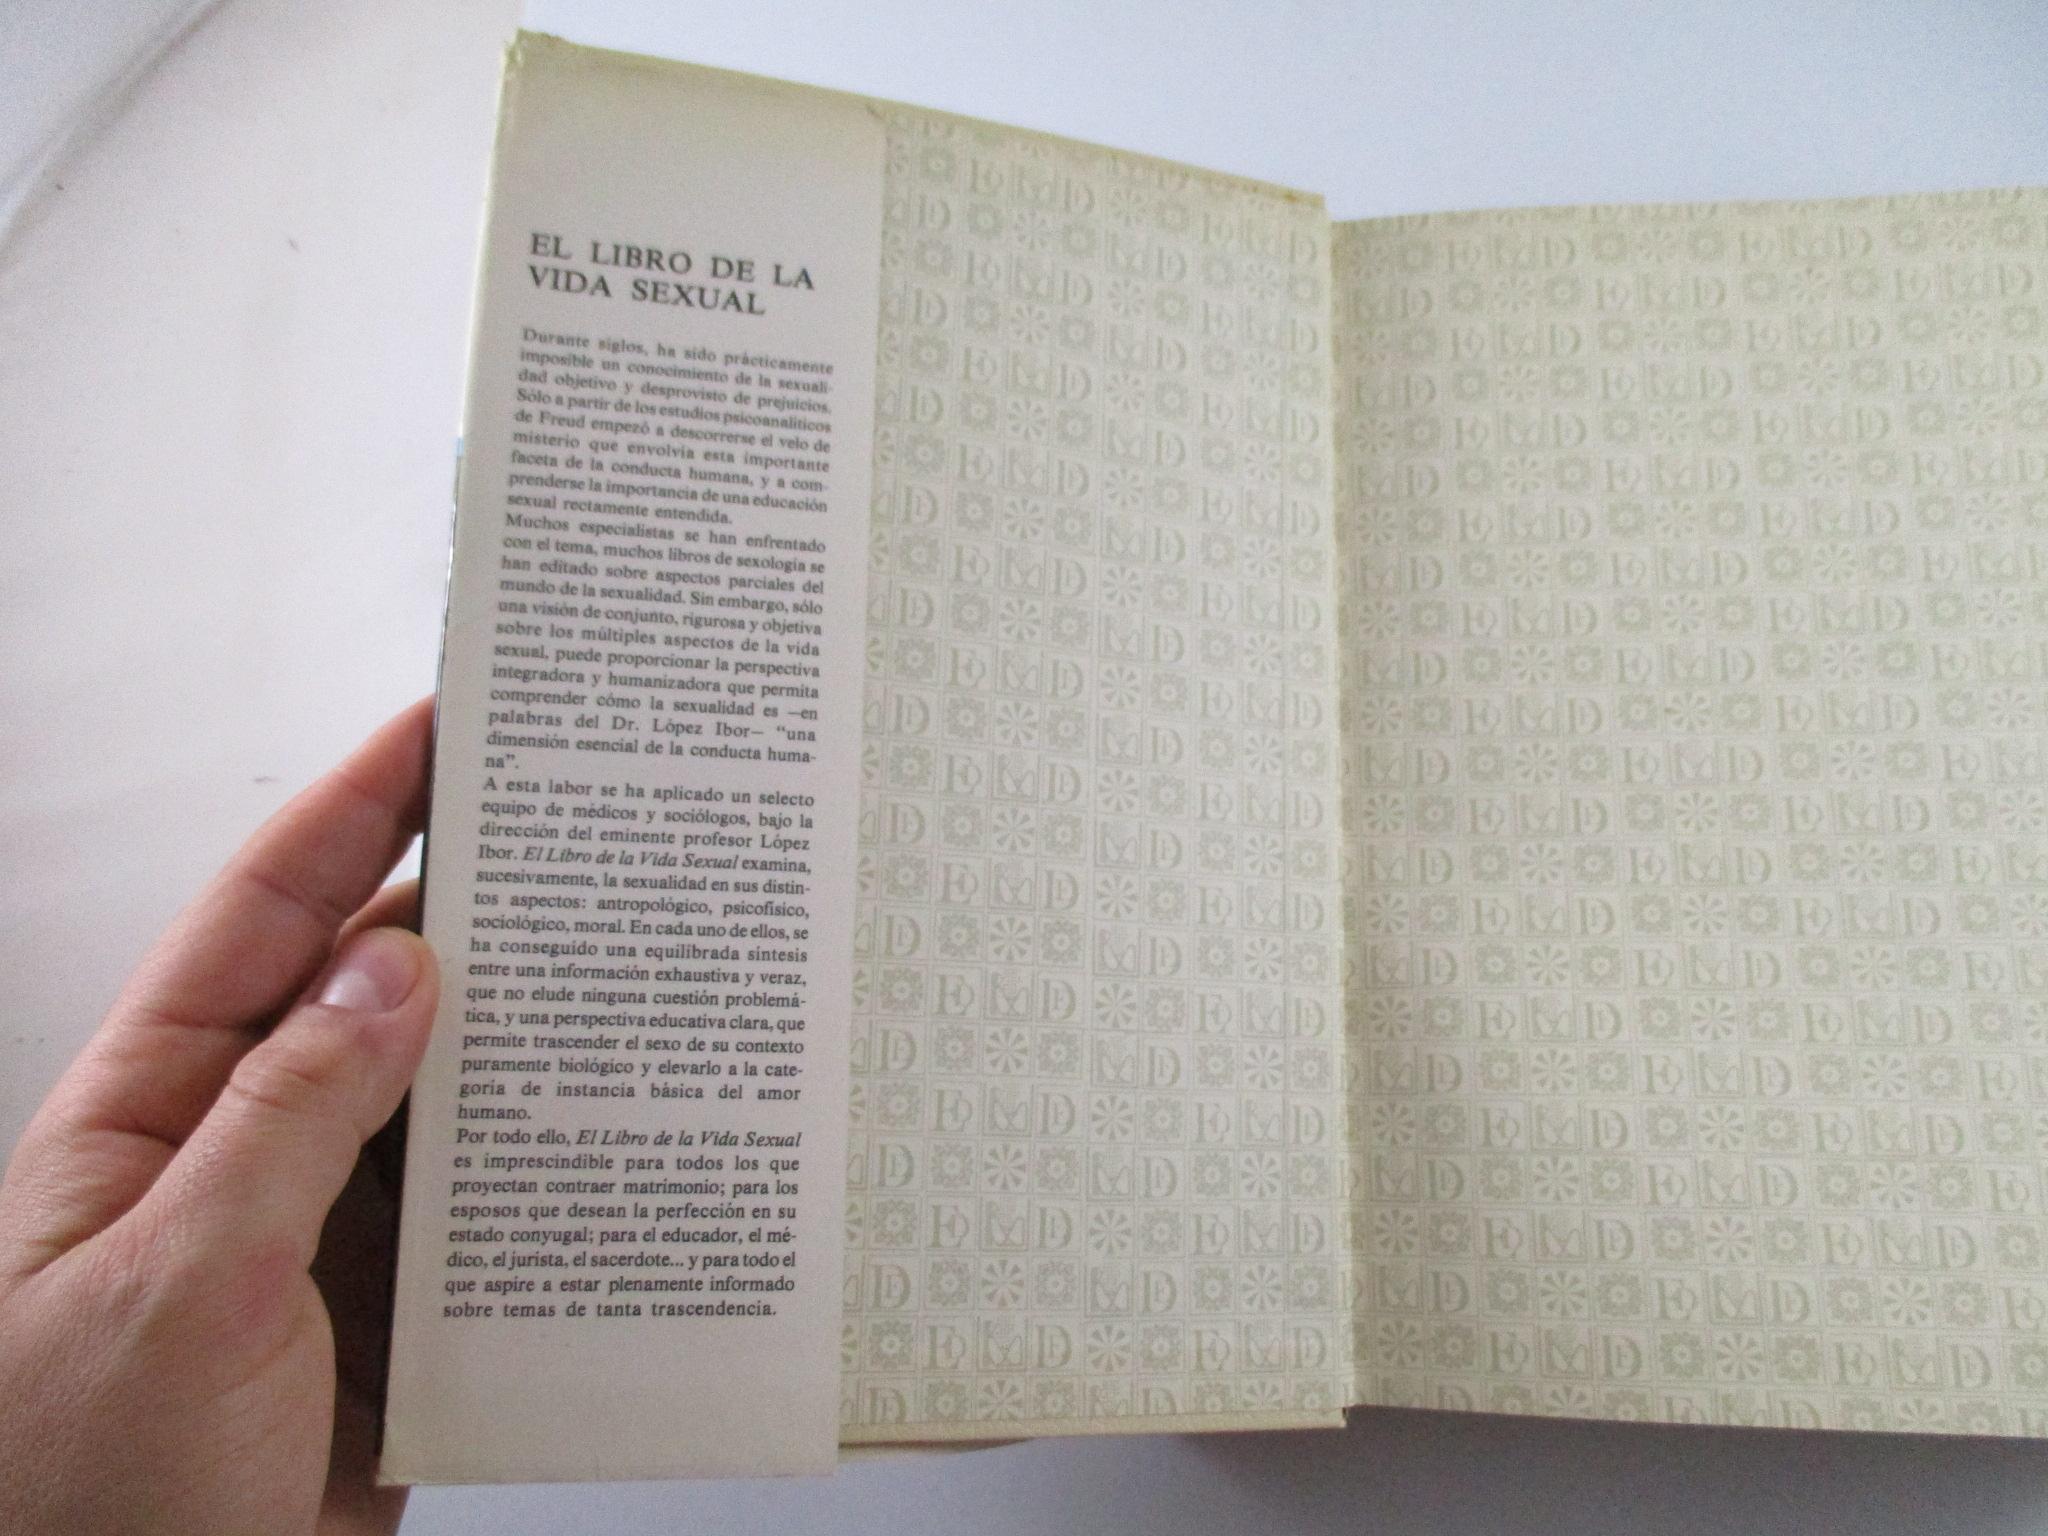 EL LIBRO DE LA
VIDA SEXUAL
Durante siglos, ha sido prácticamente
imposible un conocimiento de la sexuali-
dad objetivo y desprovisto de prejuicios.
Sólo a partir de los estudios psicoanalíticos
de Freud empezó a descorrerse el velo de
misterio que envolvía esta importante
faceta de la conducta humana, y a com-
prenderse la importancia de una educación
sexual rectamente entendida.
Muchos especialistas se han enfrentado
con el tema, muchos libros de sexología se
han editado sobre aspectos parciales del
mundo de la sexualidad. Sin embargo, sólo
una visión de conjunto, rigurosa y objetiva
sobre los múltiples aspectos de la vida
sexual, puede proporcionar la perspectiva
integradora y humanizadora que permita
comprender cómo la sexualidad es —en
palabras del Dr. López Ibor— “una
dimensión esencial de la conducta huma-
na”.
A esta labor se ha aplicado un selecto
equipo de médicos y sociólogos, bajo la
dirección del eminente profesor López
Ibor. El Libro de la Vida Sexual examina,
sucesivamente, la sexualidad en sus distin-
tos aspectos: antropológico, psicofísico,
sociológico, moral. En cada uno de ellos, se
ha conseguido una equilibrada síntesis
entre una información exhaustiva y veraz,
que no elude ninguna cuestión problemá-
tica, y una perspectiva educativa clara, que
permite trascender el sexo de su contexto
puramente biológico y elevarlo a la cate-
goría de instancia básica del amor
humano.
Por todo ello, El Libro de la Vida Sexual
es imprescindible para todos los que
proyectan contraer matrimonio; para los
esposos que desean la perfección en su
estado conyugal; para el educador, el mé-
dico, el jurista, el sacerdote... y para todo el
que aspire a estar plenamente informado
sobre temas de tanta trascendencia.